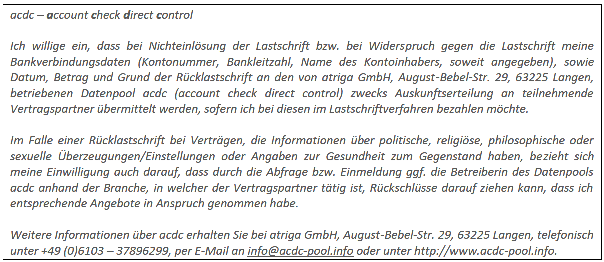 acdc – account check direct control
Ich willige ein, dass bei Nichteinlösung der Lastschrift bzw. bei Widerspruch gegen die Lastschrift meine
Bankverbindungsdaten (Kontonummer, Bankleitzahl, Name des Kontoinhabers, soweit angegeben), sowie
Datum, Betrag und Grund der Rücklastschrift an den von atriga GmbH, August-Bebel-Str. 29, 63225 Langen,
betriebenen Datenpool acdc (account check direct control) zwecks Auskunftserteilung an teilnehmende
Vertragspartner übermittelt werden, sofern ich bei diesen im Lastschriftverfahren bezahlen möchte.
Im Falle einer Rücklastschrift bei Verträgen, die Informationen über politische, religiöse, philosophische oder
sexuelle Überzeugungen/Einstellungen oder Angaben zur Gesundheit zum Gegenstand haben, bezieht sich
meine Einwilligung auch darauf, dass durch die Abfrage bzw. Einmeldung ggf. die Betreiberin des Datenpools
acdc anhand der Branche, in welcher der Vertragspartner tätig ist, Rückschlüsse darauf ziehen kann, dass ich
entsprechende Angebote in Anspruch genommen habe.
Weitere Informationen über acdc erhalten Sie bei atriga GmbH, August-Bebel-Str. 29, 63225 Langen, telefonisch
unter +49 (0)6103 – 37896299, per E-Mail an info@acdc-pool.info oder unter http://www.acdc-pool.info.